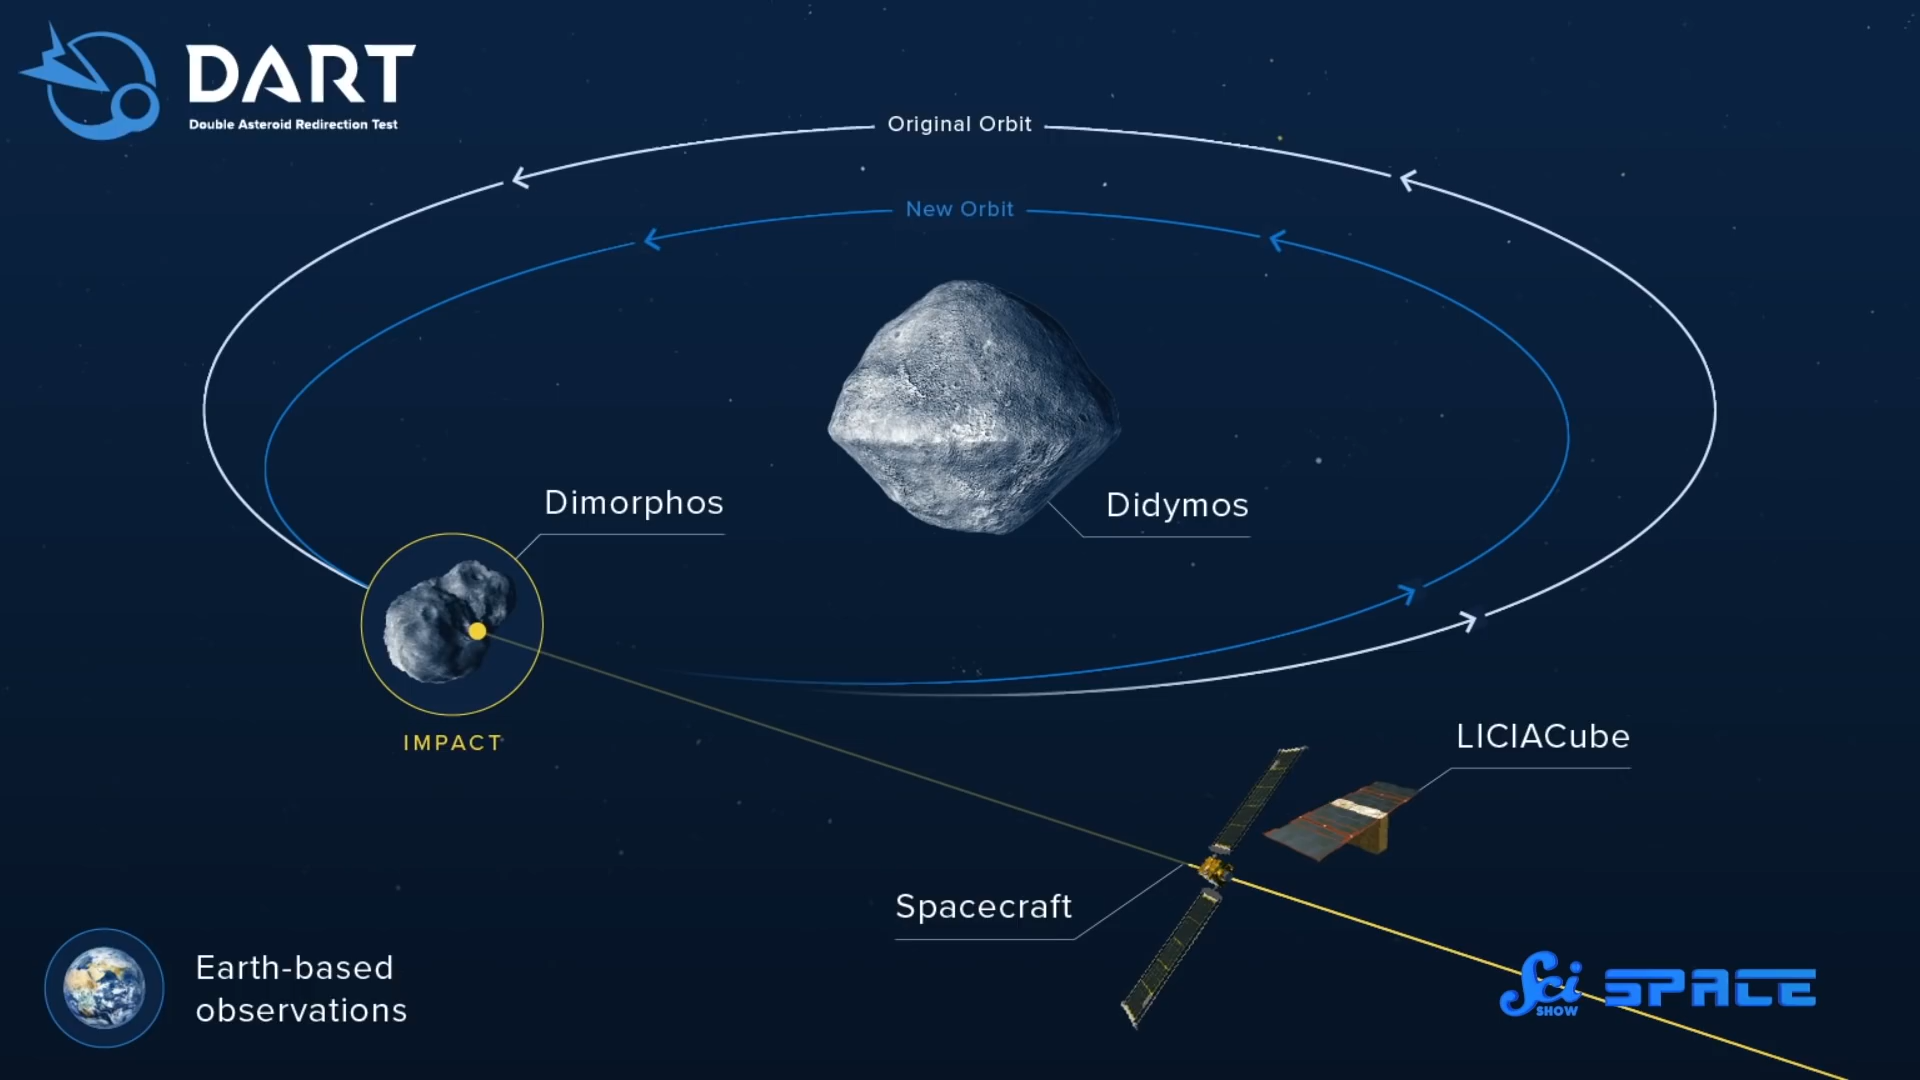 DART
Double Asteroid Redirection Test
Original Orbit
New Orbit
Dimorphos
Didymos
IMPACT
LICIACube
Spacecraft
Earth-based
observations
Sci SPACE
SHOW